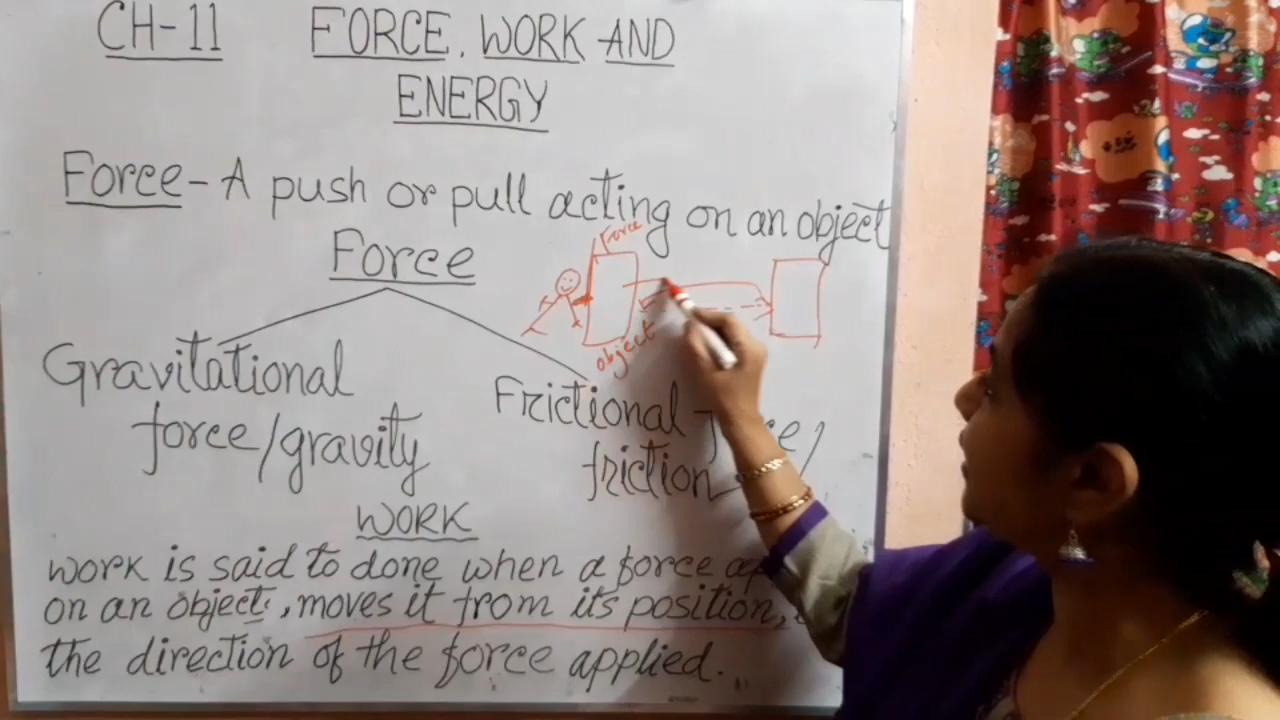 CH-11 FORCE, WORK AND
ENERGY
Force - A push or pull acting on an object
Force
Force
object
Gravitational
force/gravity
Frictional
friction
WORK
Work is said to done when a force
on an object, moves it from its position,
the direction of the force applied.